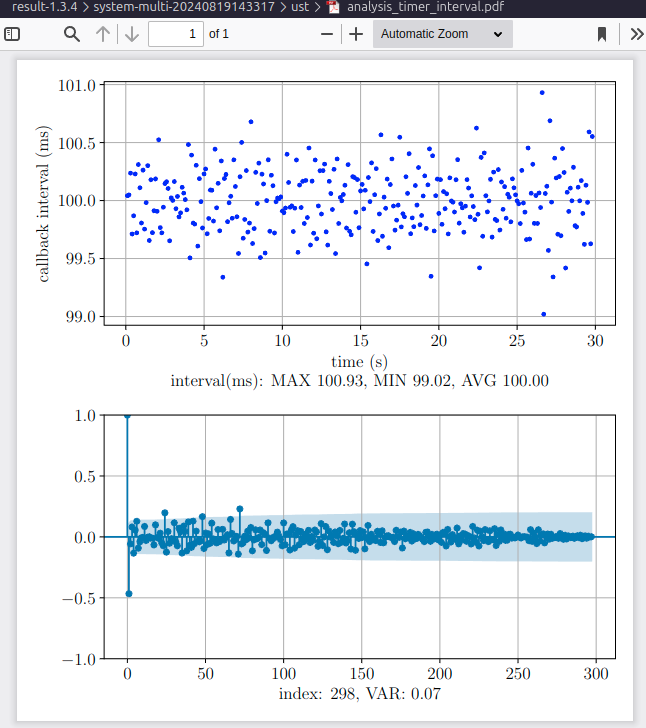 result-1.3.4 > system-multi-20240819143317 > ust > analysis_timer_interval.pdf
1 of 1 Automatic Zoom
101.0
100.5
100.0
99.5
99.0
callback interval (ms)
0 5 10 15 20 25 30
time (s)
interval(ms): MAX 100.93, MIN 99.02, AVG 100.00
1.0
0.5
0.0
−0.5
−1.0
0 50 100 150 200 250 300
index: 298, VAR: 0.07